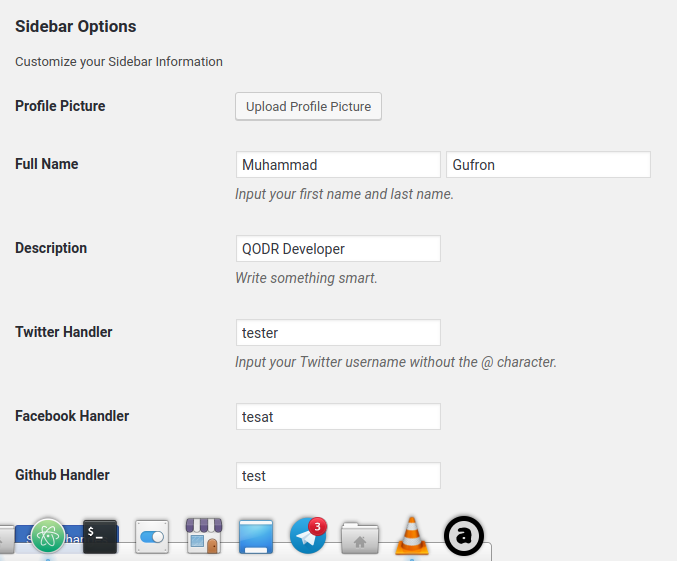 Sidebar Options
Customize your Sidebar Information
Profile Picture Upload Profile Picture
Full Name Muhammad Gufron
Input your first name and last name.
Description QODR Developer
Write something smart.
Twitter Handler tester
Input your Twitter username without the @ character.
Facebook Handler tesat
Github Handler test
$_
3
a